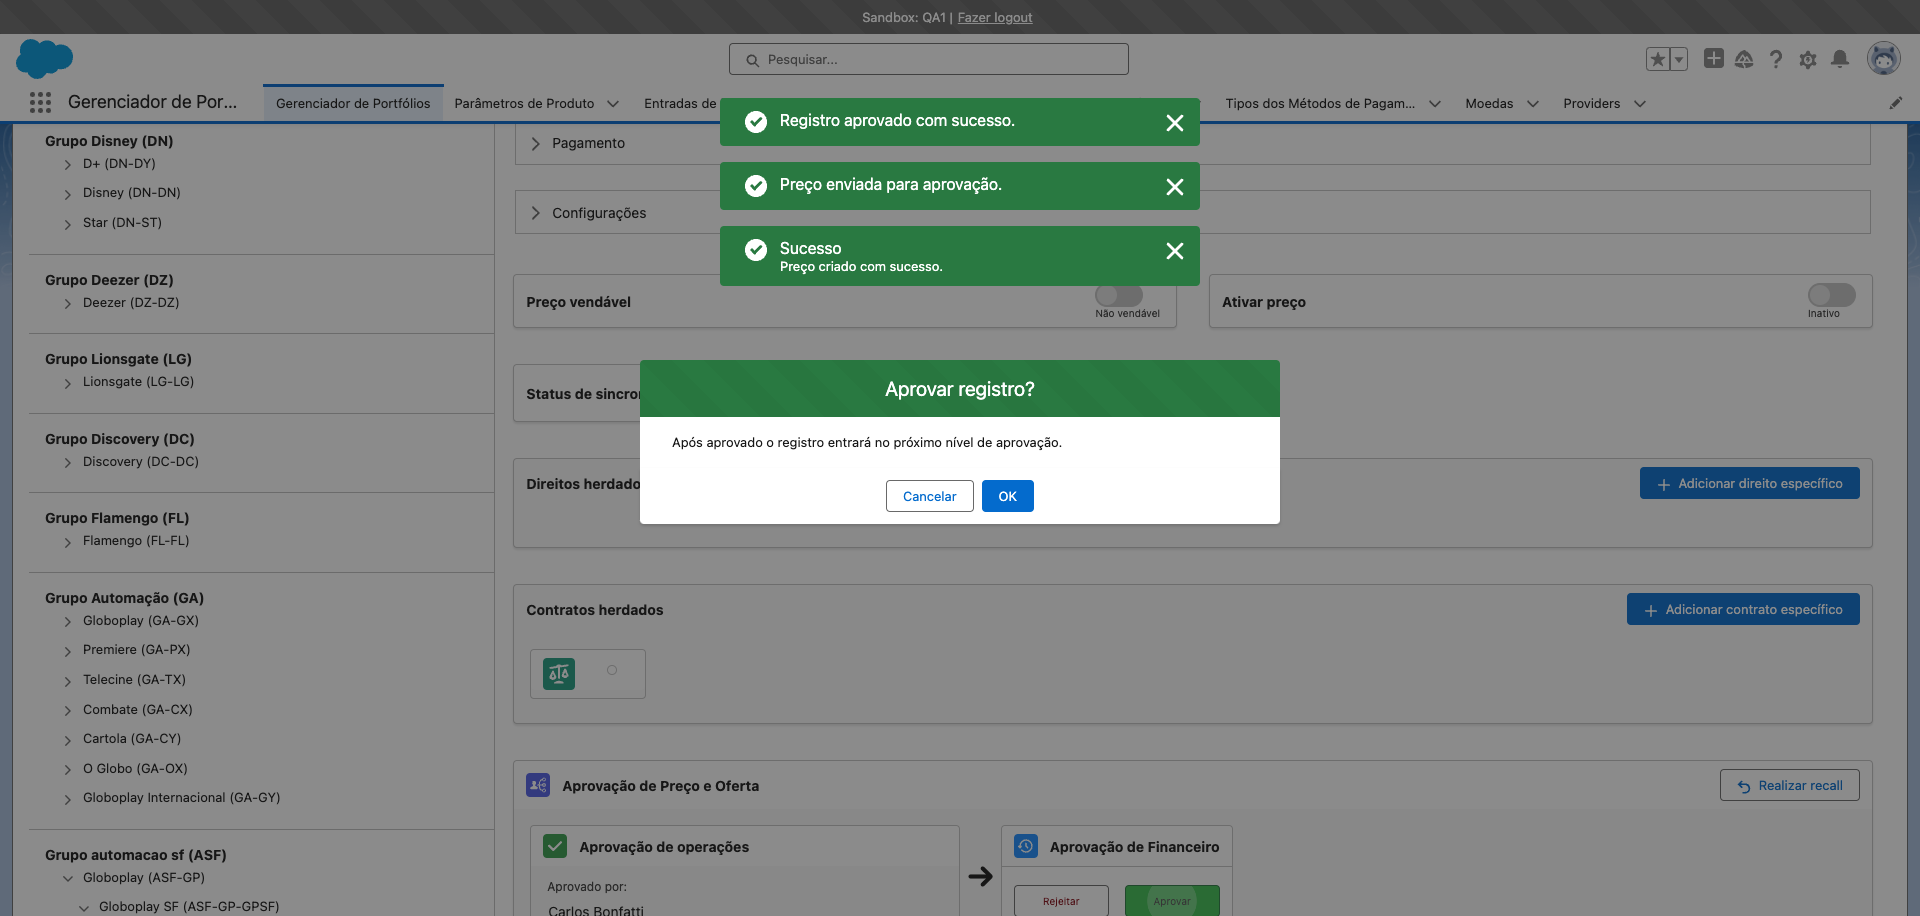 Sandbox: QA1 | Fazer logout
Pesquisar...
Gerenciador de Por...
Gerenciador de Portfólios
Parâmetros de Produto
Entradas de
Tipos dos Métodos de Pagam...
Moedas
Providers
Registro aprovado com sucesso.
Preço enviada para aprovação.
Sucesso
Preço criado com sucesso.
Grupo Disney (DN)
D+ (DN-DY)
Disney (DN-DN)
Star (DN-ST)
Grupo Deezer (DZ)
Deezer (DZ-DZ)
Grupo Lionsgate (LG)
Lionsgate (LG-LG)
Grupo Discovery (DC)
Discovery (DC-DC)
Grupo Flamengo (FL)
Flamengo (FL-FL)
Grupo Automação (GA)
Globoplay (GA-GX)
Premiere (GA-PX)
Telecine (GA-TX)
Combate (GA-CX)
Cartola (GA-CY)
O Globo (GA-OX)
Globoplay Internacional (GA-GY)
Grupo automacao sf (ASF)
Globoplay (ASF-GP)
Globoplay SF (ASF-GP-GPSF)
Pagamento
Configurações
Preço vendável
Não vendável
Ativar preço
Inativo
Status de sincron
Aprovar registro?
Após aprovado o registro entrará no próximo nível de aprovação.
Cancelar
OK
Direitos herdado
Adicionar direito específico
Contratos herdados
Adicionar contrato específico
Aprovação de Preço e Oferta
Realizar recall
Aprovação de operações
Aprovado por:
Carlos Bonfatti
Aprovação de Financeiro
Rejeitar
Aprovar